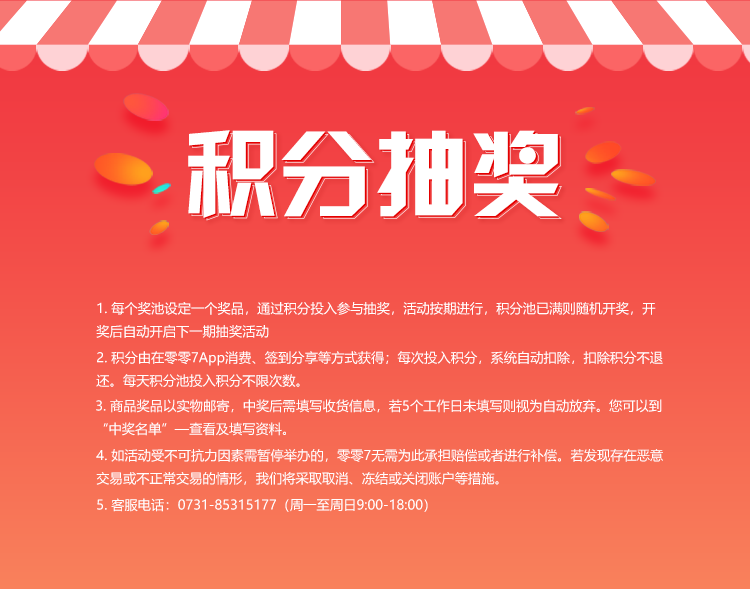 积分抽奖
1. 每个奖池设定一个奖品，通过积分投入参与抽奖，活动按期进行，积分池已满则随机开奖，开
奖后自动开启下一期抽奖活动
2. 积分由在零零7App消费、签到分享等方式获得；每次投入积分，系统自动扣除，扣除积分不退
还。每天积分池投入积分不限次数。
3. 商品奖品以实物邮寄，中奖后需填写收货信息，若5个工作日未填写则视为自动放弃。您可以到
“中奖名单”—查看及填写资料。
4. 如活动受不可抗力因素需暂停举办的，零零7无需为此承担赔偿或者进行补偿。若发现存在恶意
交易或不正常交易的情形，我们将采取取消、冻结或关闭账户等措施。
5. 客服电话：0731-85315177（周一至周日9:00-18:00）